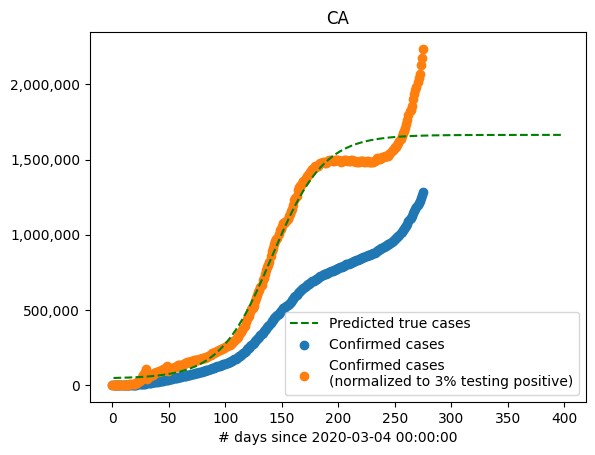 CA
2,000,000
1,500,000
1,000,000
500,000
0
Predicted true cases
Confirmed cases
Confirmed cases
(normalized to 3% testing positive)
0 50 100 150 200 250 300 350 400
# days since 2020-03-04 00:00:00